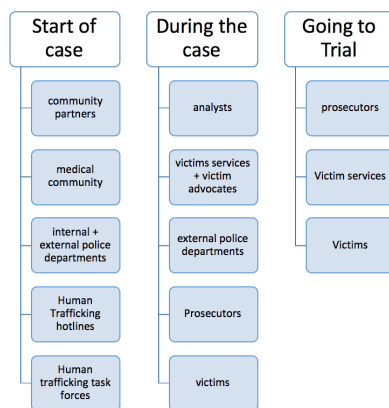 Start of
case
community
partners
medical
community
internal +
external police
departments
Human
Trafficking
hotlines
Human
trafficking task
forces
During the
case
analysts
victims services
+ victim
advocates
external police
departments
Prosecutors
victims
Going to
Trial
prosecutors
Victim services
Victims